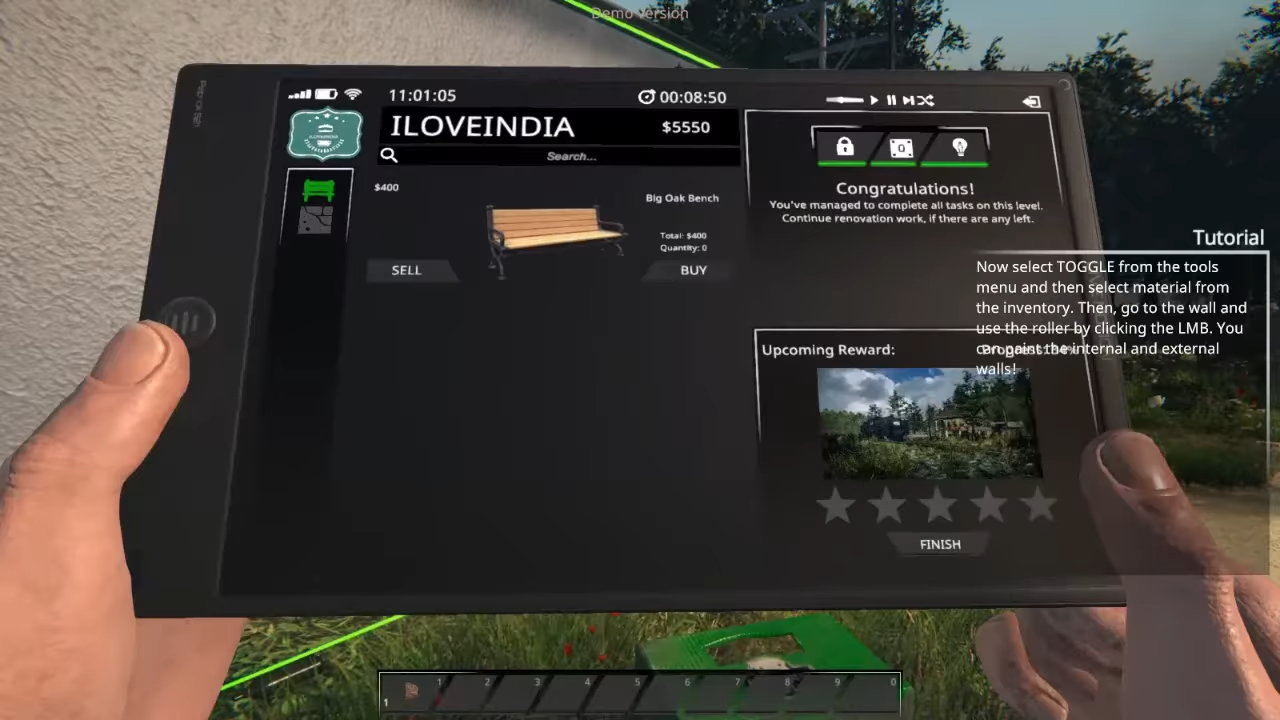 Demo Version
11:01:05
00:08:50
ILOVEINDIA
$5550
Search...
$400
Big Oak Bench
Total: $400
Quantity: 0
SELL
BUY
0
Congratulations!
You've managed to complete all tasks on this level.
Continue renovation work, if there are any left.
Tutorial
Now select TOGGLE from the tools
menu and then select material from
the inventory. Then, go to the wall and
use the roller by clicking the LMB. You
can paint the internal and external
walls!
Upcoming Reward:
FINISH
1 2 3 4 5 6 7 8 9 0
1